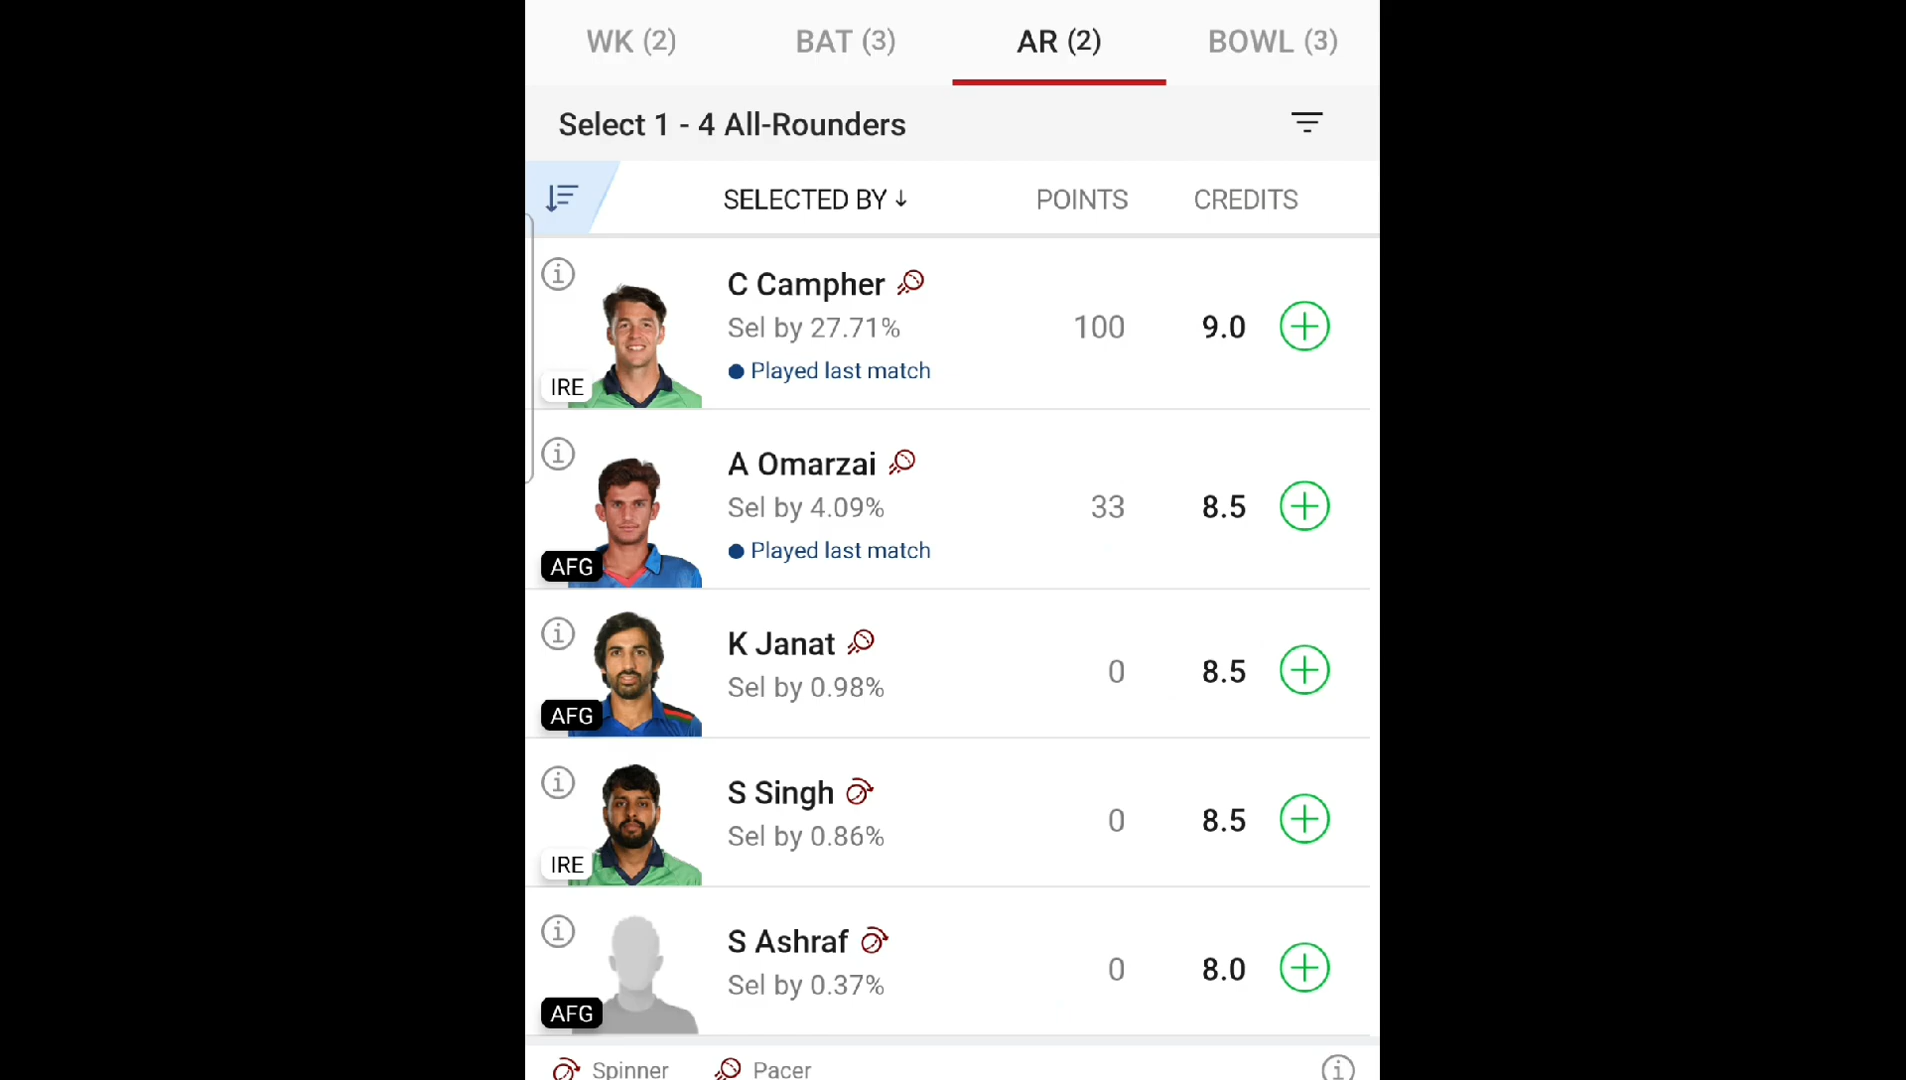 WK (2) BAT (3) AR (2) BOWL (3)
Select 1 - 4 All-Rounders
SELECTED BY ↓ POINTS CREDITS
C Campher
Sel by 27.71% 100 9.0
Played last match
IRE
A Omarzai
Sel by 4.09% 33 8.5
Played last match
AFG
K Janat
Sel by 0.98% 0 8.5
AFG
S Singh
Sel by 0.86% 0 8.5
IRE
S Ashraf
Sel by 0.37% 0 8.0
AFG
Spinner Pacer